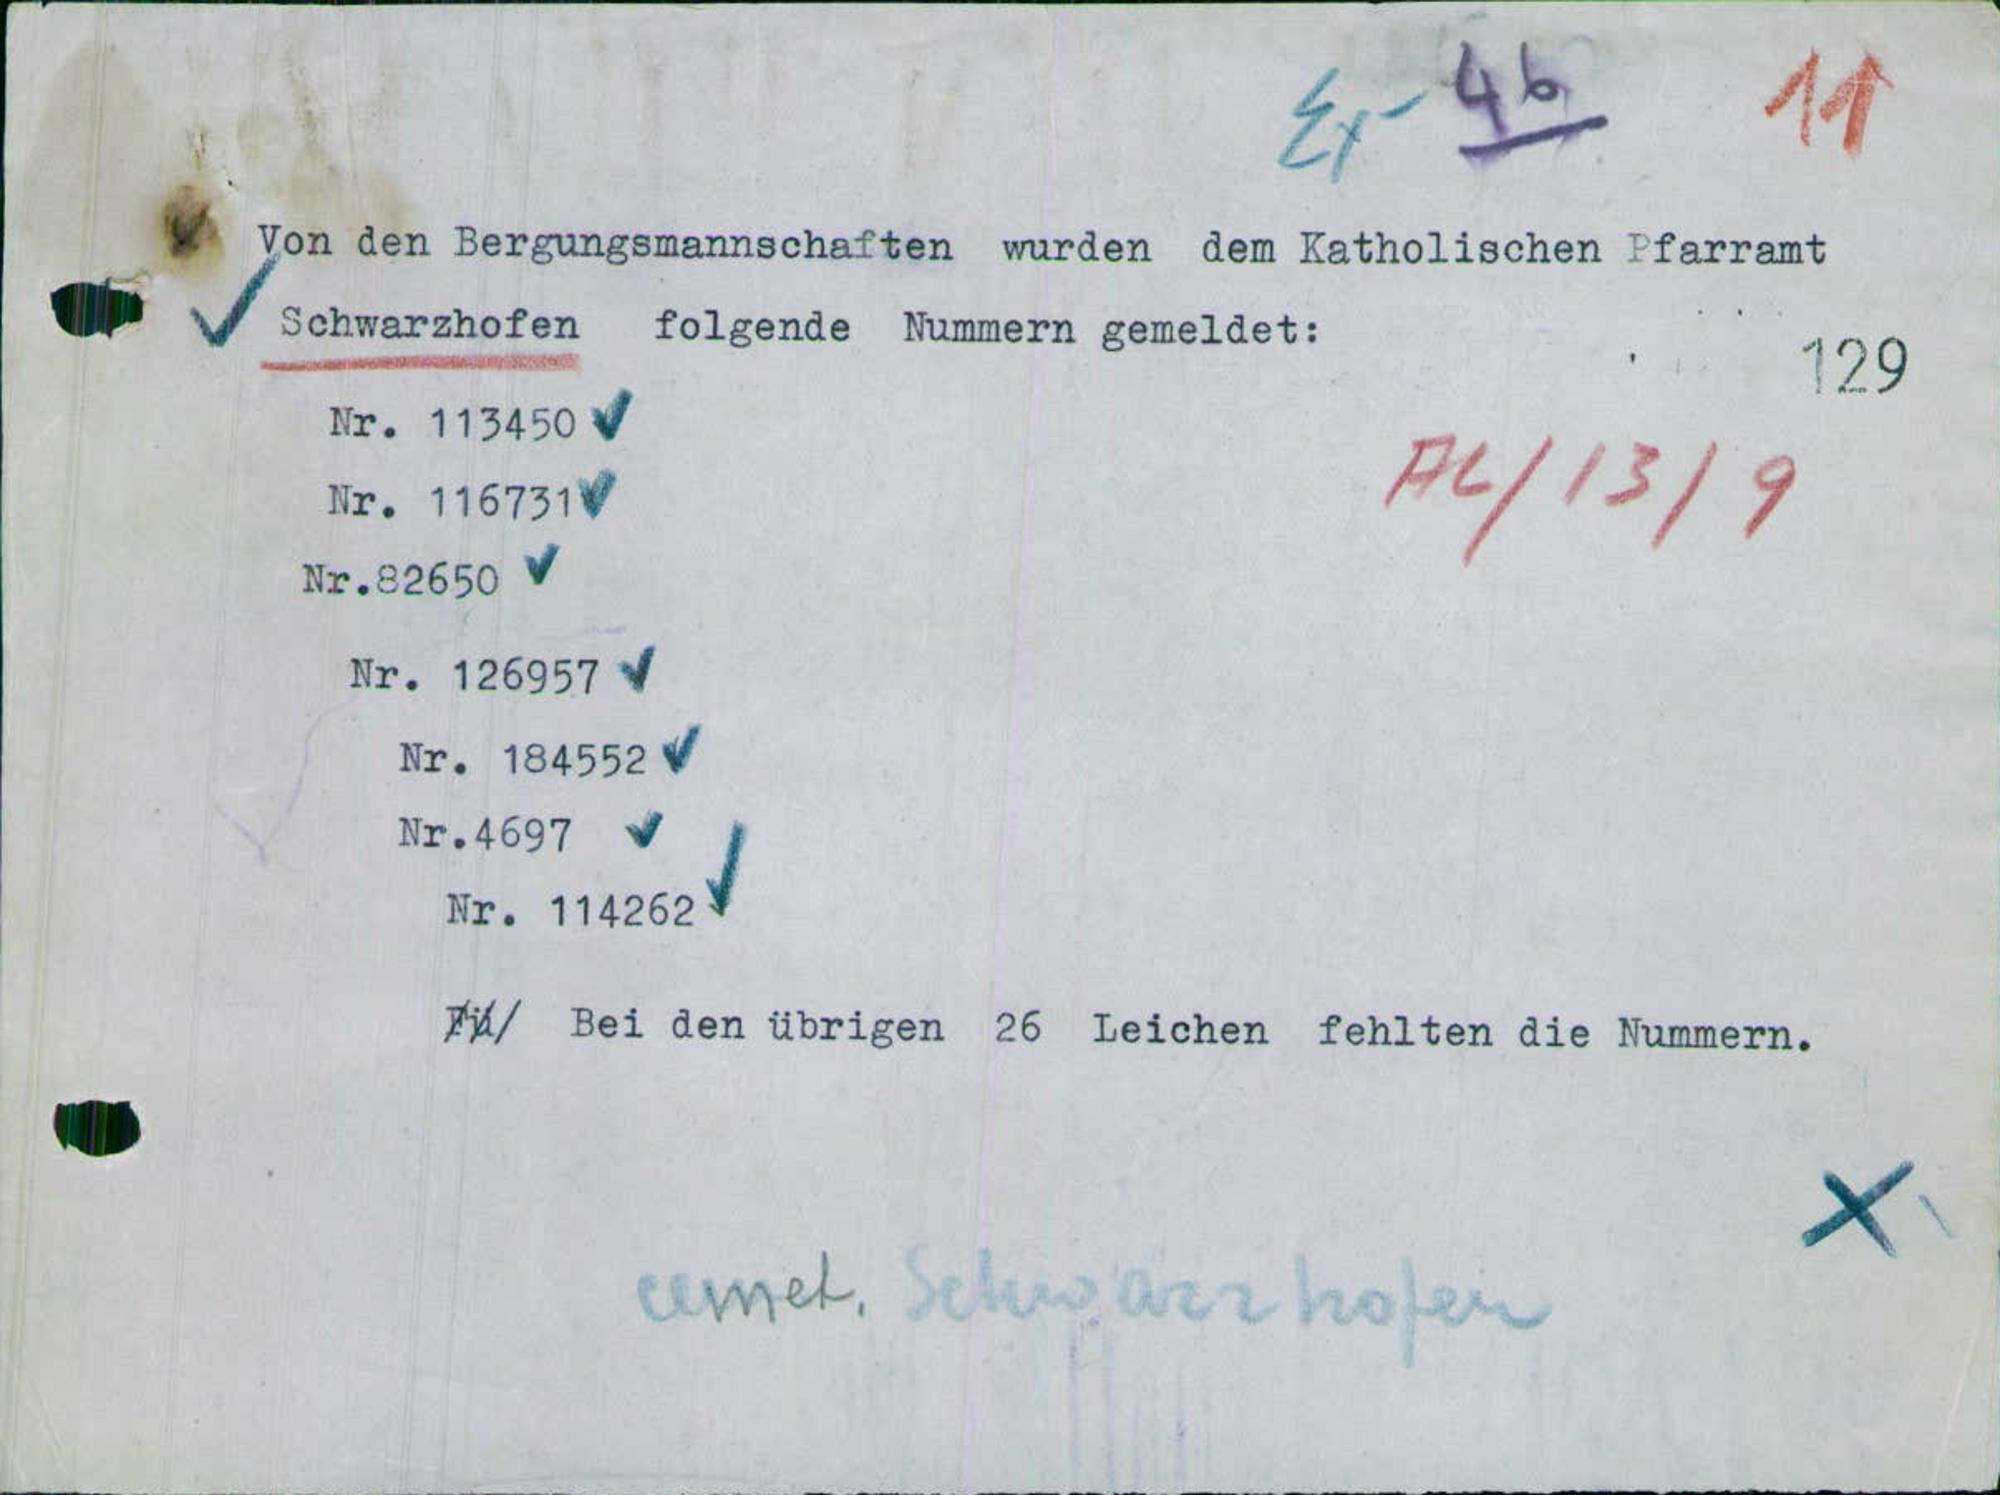 Ex- 46 11
Von den Bergungsmannschaften wurden dem Katholischen Pfarramt
Schwarzhofen folgende Nummern gemeldet:
129
Nr. 113450
AL/13/9
Nr. 116731
Nr.82650
Nr. 126957
Nr. 184552
Nr.4697
Nr. 114262
Bei den übrigen 26 Leichen fehlten die Nummern.
X
cemet. Schwarzhofen